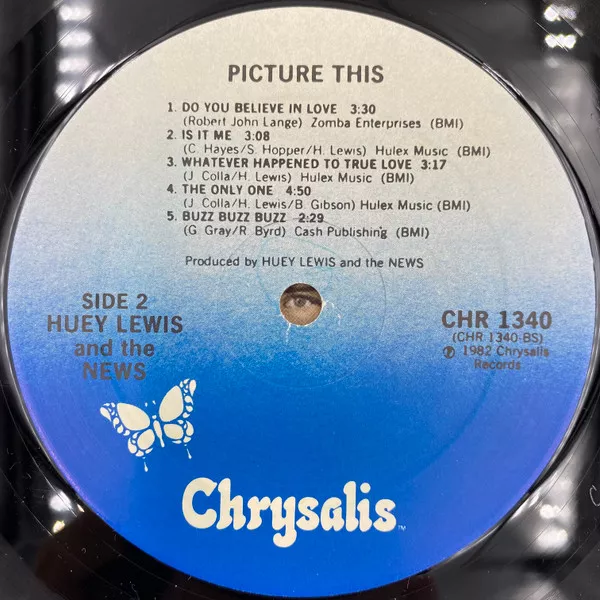 PICTURE THIS
1. DO YOU BELIEVE IN LOVE 3:30
(Robert John Lange) Zomba Enterprises (BMI)
2. IS IT ME 3:08
(C. Hayes/S. Hopper/H. Lewis) Hulex Music (BMI)
3. WHATEVER HAPPENED TO TRUE LOVE 3:17
(J. Colla/H. Lewis) Hulex Music (BMI)
4. THE ONLY ONE 4:50
(J. Colla/H. Lewis/B. Gibson) Hulex Music (BMI)
5. BUZZ BUZZ BUZZ 2:29
(G. Gray/R. Byrd) Cash Publishing (BMI)
Produced by HUEY LEWIS and the NEWS
SIDE 2
HUEY LEWIS
and the
NEWS
CHR 1340
(CHR 1340-BS)
℗ 1982 Chrysalis
Records
Chrysalis™